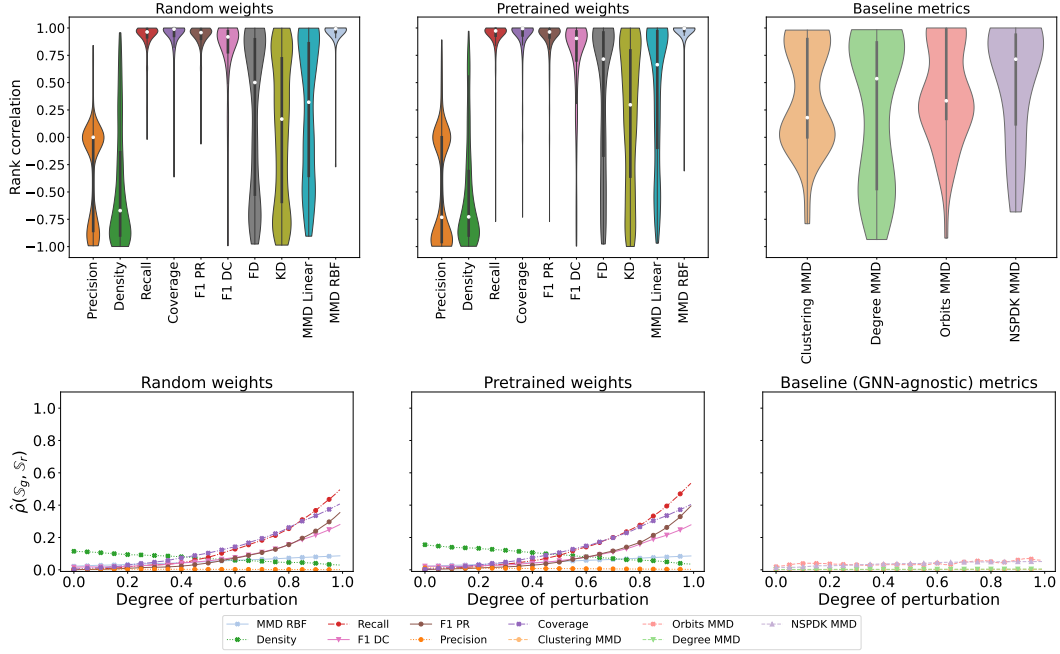 Random weights
Pretrained weights
Baseline metrics
Rank correlation
1.00
0.75
0.50
0.25
0.00
−0.25
−0.50
−0.75
−1.00
Precision
Density
Recall
Coverage
F1 PR
F1 DC
FD
KD
MMD Linear
MMD RBF
Precision
Density
Recall
Coverage
F1 PR
F1 DC
FD
KD
MMD Linear
MMD RBF
Clustering MMD
Degree MMD
Orbits MMD
NSPDK MMD
Random weights
Pretrained weights
Baseline (GNN-agnostic) metrics
ρ̂(𝕊g, 𝕊r)
1.0
0.8
0.6
0.4
0.2
0.0
0.0 0.2 0.4 0.6 0.8 1.0
0.0 0.2 0.4 0.6 0.8 1.0
0.0 0.2 0.4 0.6 0.8 1.0
Degree of perturbation
Degree of perturbation
Degree of perturbation
MMD RBF Recall F1 PR Coverage Orbits MMD NSPDK MMD
Density F1 DC Precision Clustering MMD Degree MMD